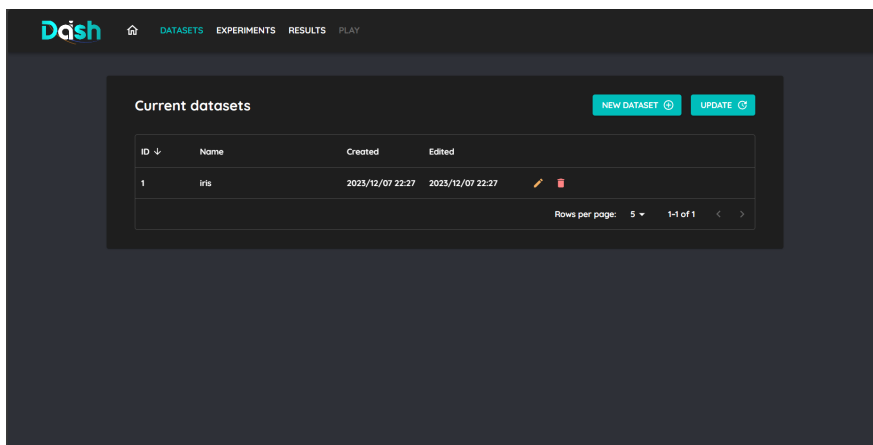 Dash DATASETS EXPERIMENTS RESULTS PLAY
Current datasets NEW DATASET UPDATE
ID Name Created Edited
1 iris 2023/12/07 22:27 2023/12/07 22:27
Rows per page: 5 1-1 of 1